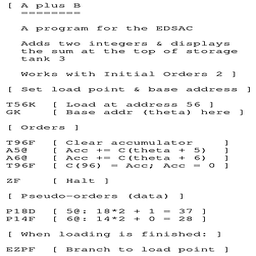 [ A plus B
========
A program for the EDSAC
Adds two integers & displays
the sum at the top of storage
tank 3
Works with Initial Orders 2 ]
[ Set load point & base address ]
T56K [ Load at address 56 ]
GK [ Base addr (theta) here ]
[ Orders ]
T96F [ Clear accumulator ]
A5@ [ Acc += C(theta + 5) ]
A6@ [ Acc += C(theta + 6) ]
T96F [ C(96) = Acc; Acc = 0 ]
ZF [ Halt ]
[ Pseudo-orders (data) ]
P18D [ 5@: 18*2 + 1 = 37 ]
P14F [ 6@: 14*2 + 0 = 28 ]
[ When loading is finished: ]
EZPF [ Branch to load point ]